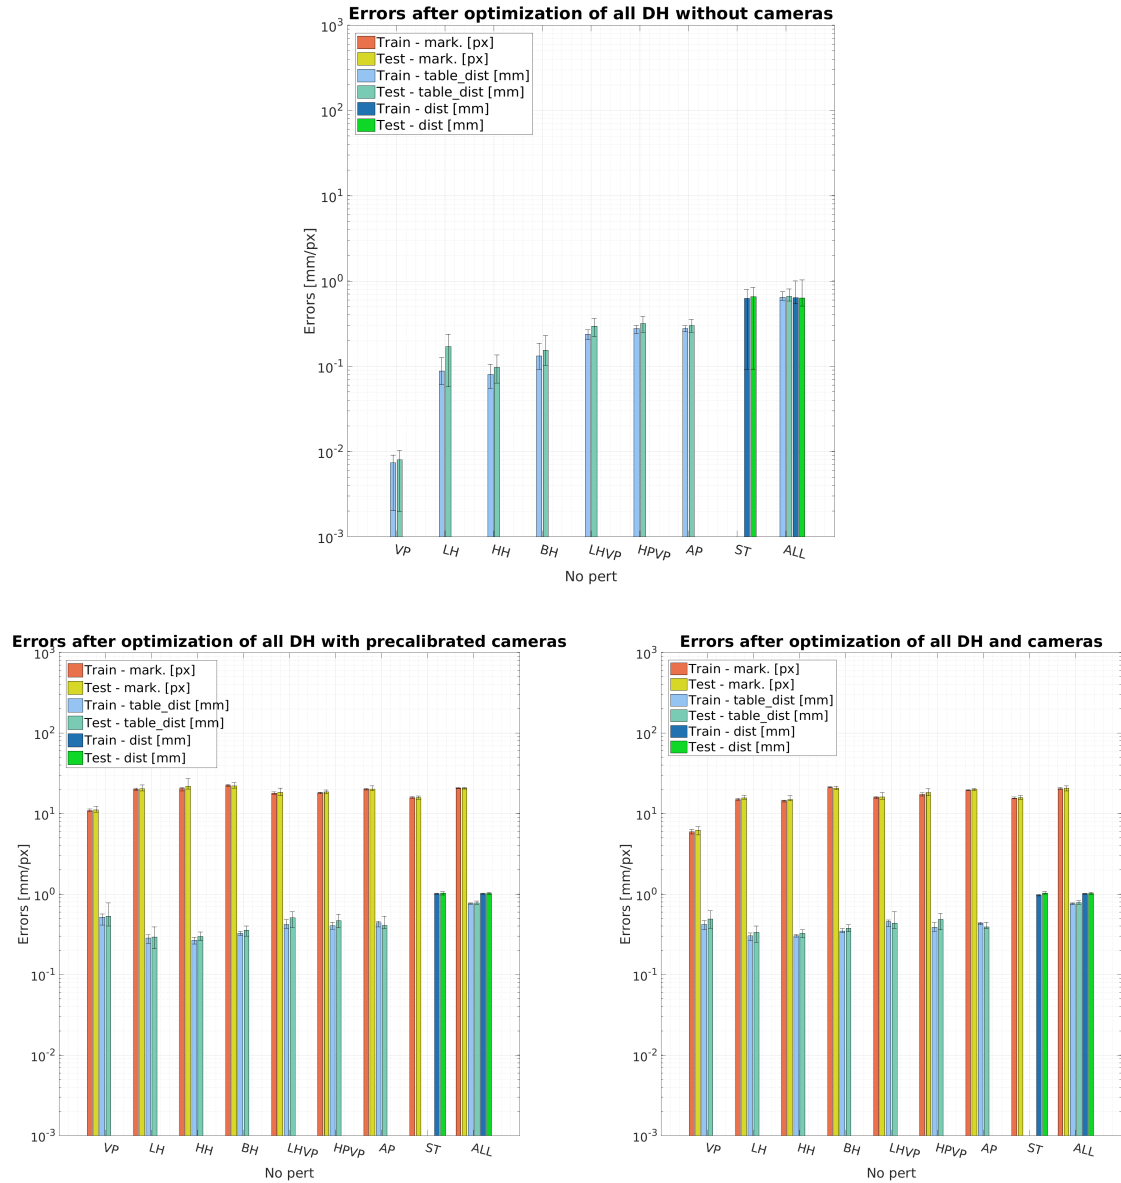 Errors after optimization of all DH without cameras
10^3
10^2
10^1
10^0
10^-1
10^-2
10^-3
Errors [mm/px]
Train - mark. [px]
Test - mark. [px]
Train - table_dist [mm]
Test - table_dist [mm]
Train - dist [mm]
Test - dist [mm]
VP LH HH BH LH_VP HP_VP AP ST ALL
No pert
Errors after optimization of all DH with precalibrated cameras
10^3
10^2
10^1
10^0
10^-1
10^-2
10^-3
Errors [mm/px]
Train - mark. [px]
Test - mark. [px]
Train - table_dist [mm]
Test - table_dist [mm]
Train - dist [mm]
Test - dist [mm]
VP LH HH BH LH_VP HP_VP AP ST ALL
No pert
Errors after optimization of all DH and cameras
10^3
10^2
10^1
10^0
10^-1
10^-2
10^-3
Errors [mm/px]
Train - mark. [px]
Test - mark. [px]
Train - table_dist [mm]
Test - table_dist [mm]
Train - dist [mm]
Test - dist [mm]
VP LH HH BH LH_VP HP_VP AP ST ALL
No pert